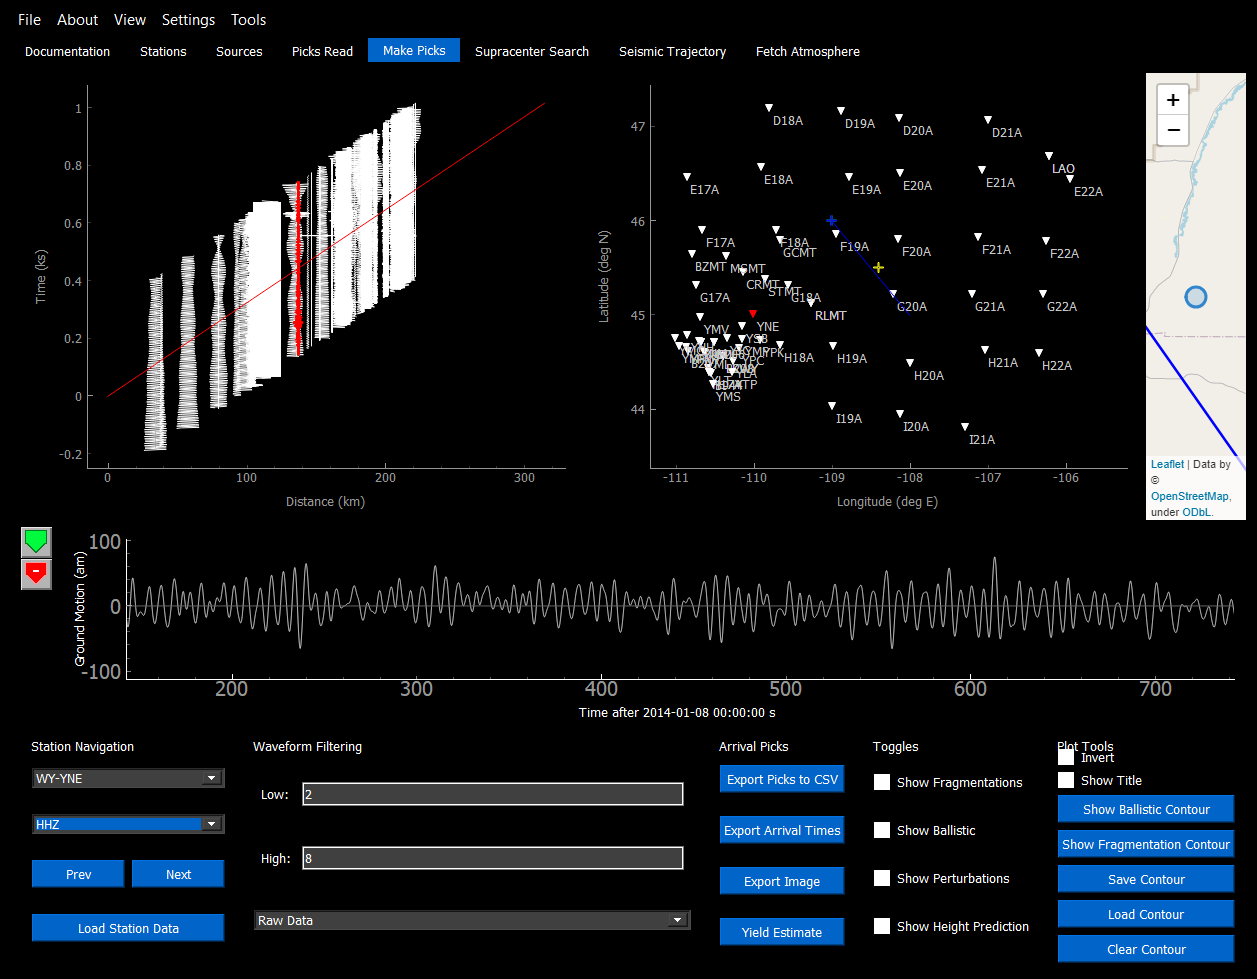 File About View Settings Tools
Documentation Stations Sources Picks Read Make Picks Supracenter Search Seismic Trajectory Fetch Atmosphere
1
0.8
0.6
0.4
0.2
0
-0.2
Time (ks)
0 100 200 300
Distance (km)
47
46
45
44
Latitude (deg N)
D18A D19A D20A D21A
LAO
E17A E18A E19A E20A E21A E22A
F17A F18A F19A F20A F21A F22A
GCMT
BZMT MGMT
CRMT
STMT
G17A G18A G20A G21A G22A
RLMT
YMV YNE
YSB
YPK H18A H19A H20A H21A H22A
YPC
YLA
YTP
YMS
I19A I20A I21A
-111 -110 -109 -108 -107 -106
Longitude (deg E)
+
−
Leaflet | Data by
©
OpenStreetMap,
under ODbL.
-
100
0
-100
Ground Motion (am)
200 300 400 500 600 700
Time after 2014-01-08 00:00:00 s
Station Navigation
WY-YNE
HHZ
Prev Next
Load Station Data
Waveform Filtering
Low: 2
High: 8
Raw Data
Arrival Picks
Export Picks to CSV
Export Arrival Times
Export Image
Yield Estimate
Toggles
Show Fragmentations
Show Ballistic
Show Perturbations
Show Height Prediction
Plot Tools
Invert
Show Title
Show Ballistic Contour
Show Fragmentation Contour
Save Contour
Load Contour
Clear Contour